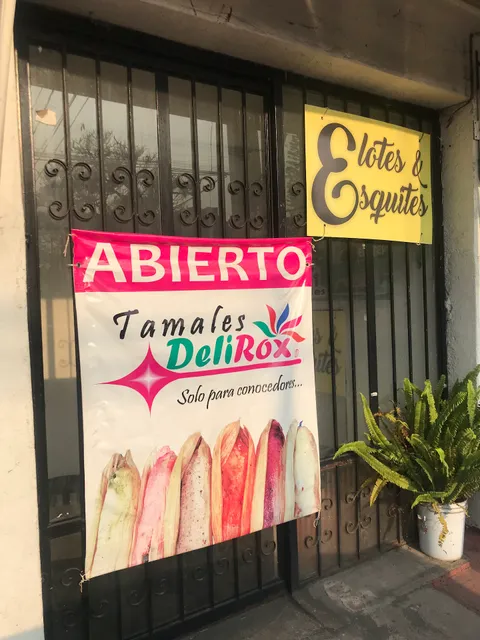 Elotes &
Esquites
ABIERTO
Tamales
DeliRox
Solo para conocedores...